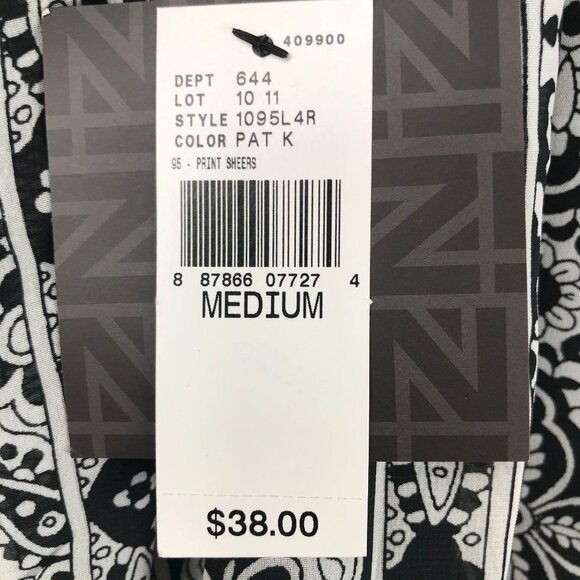 409900
DEPT 644
LOT 10 11
STYLE 1095L4R
COLOR PAT K
95 - PRINT SHEERS
8 87866 07727 4
MEDIUM
$38.00